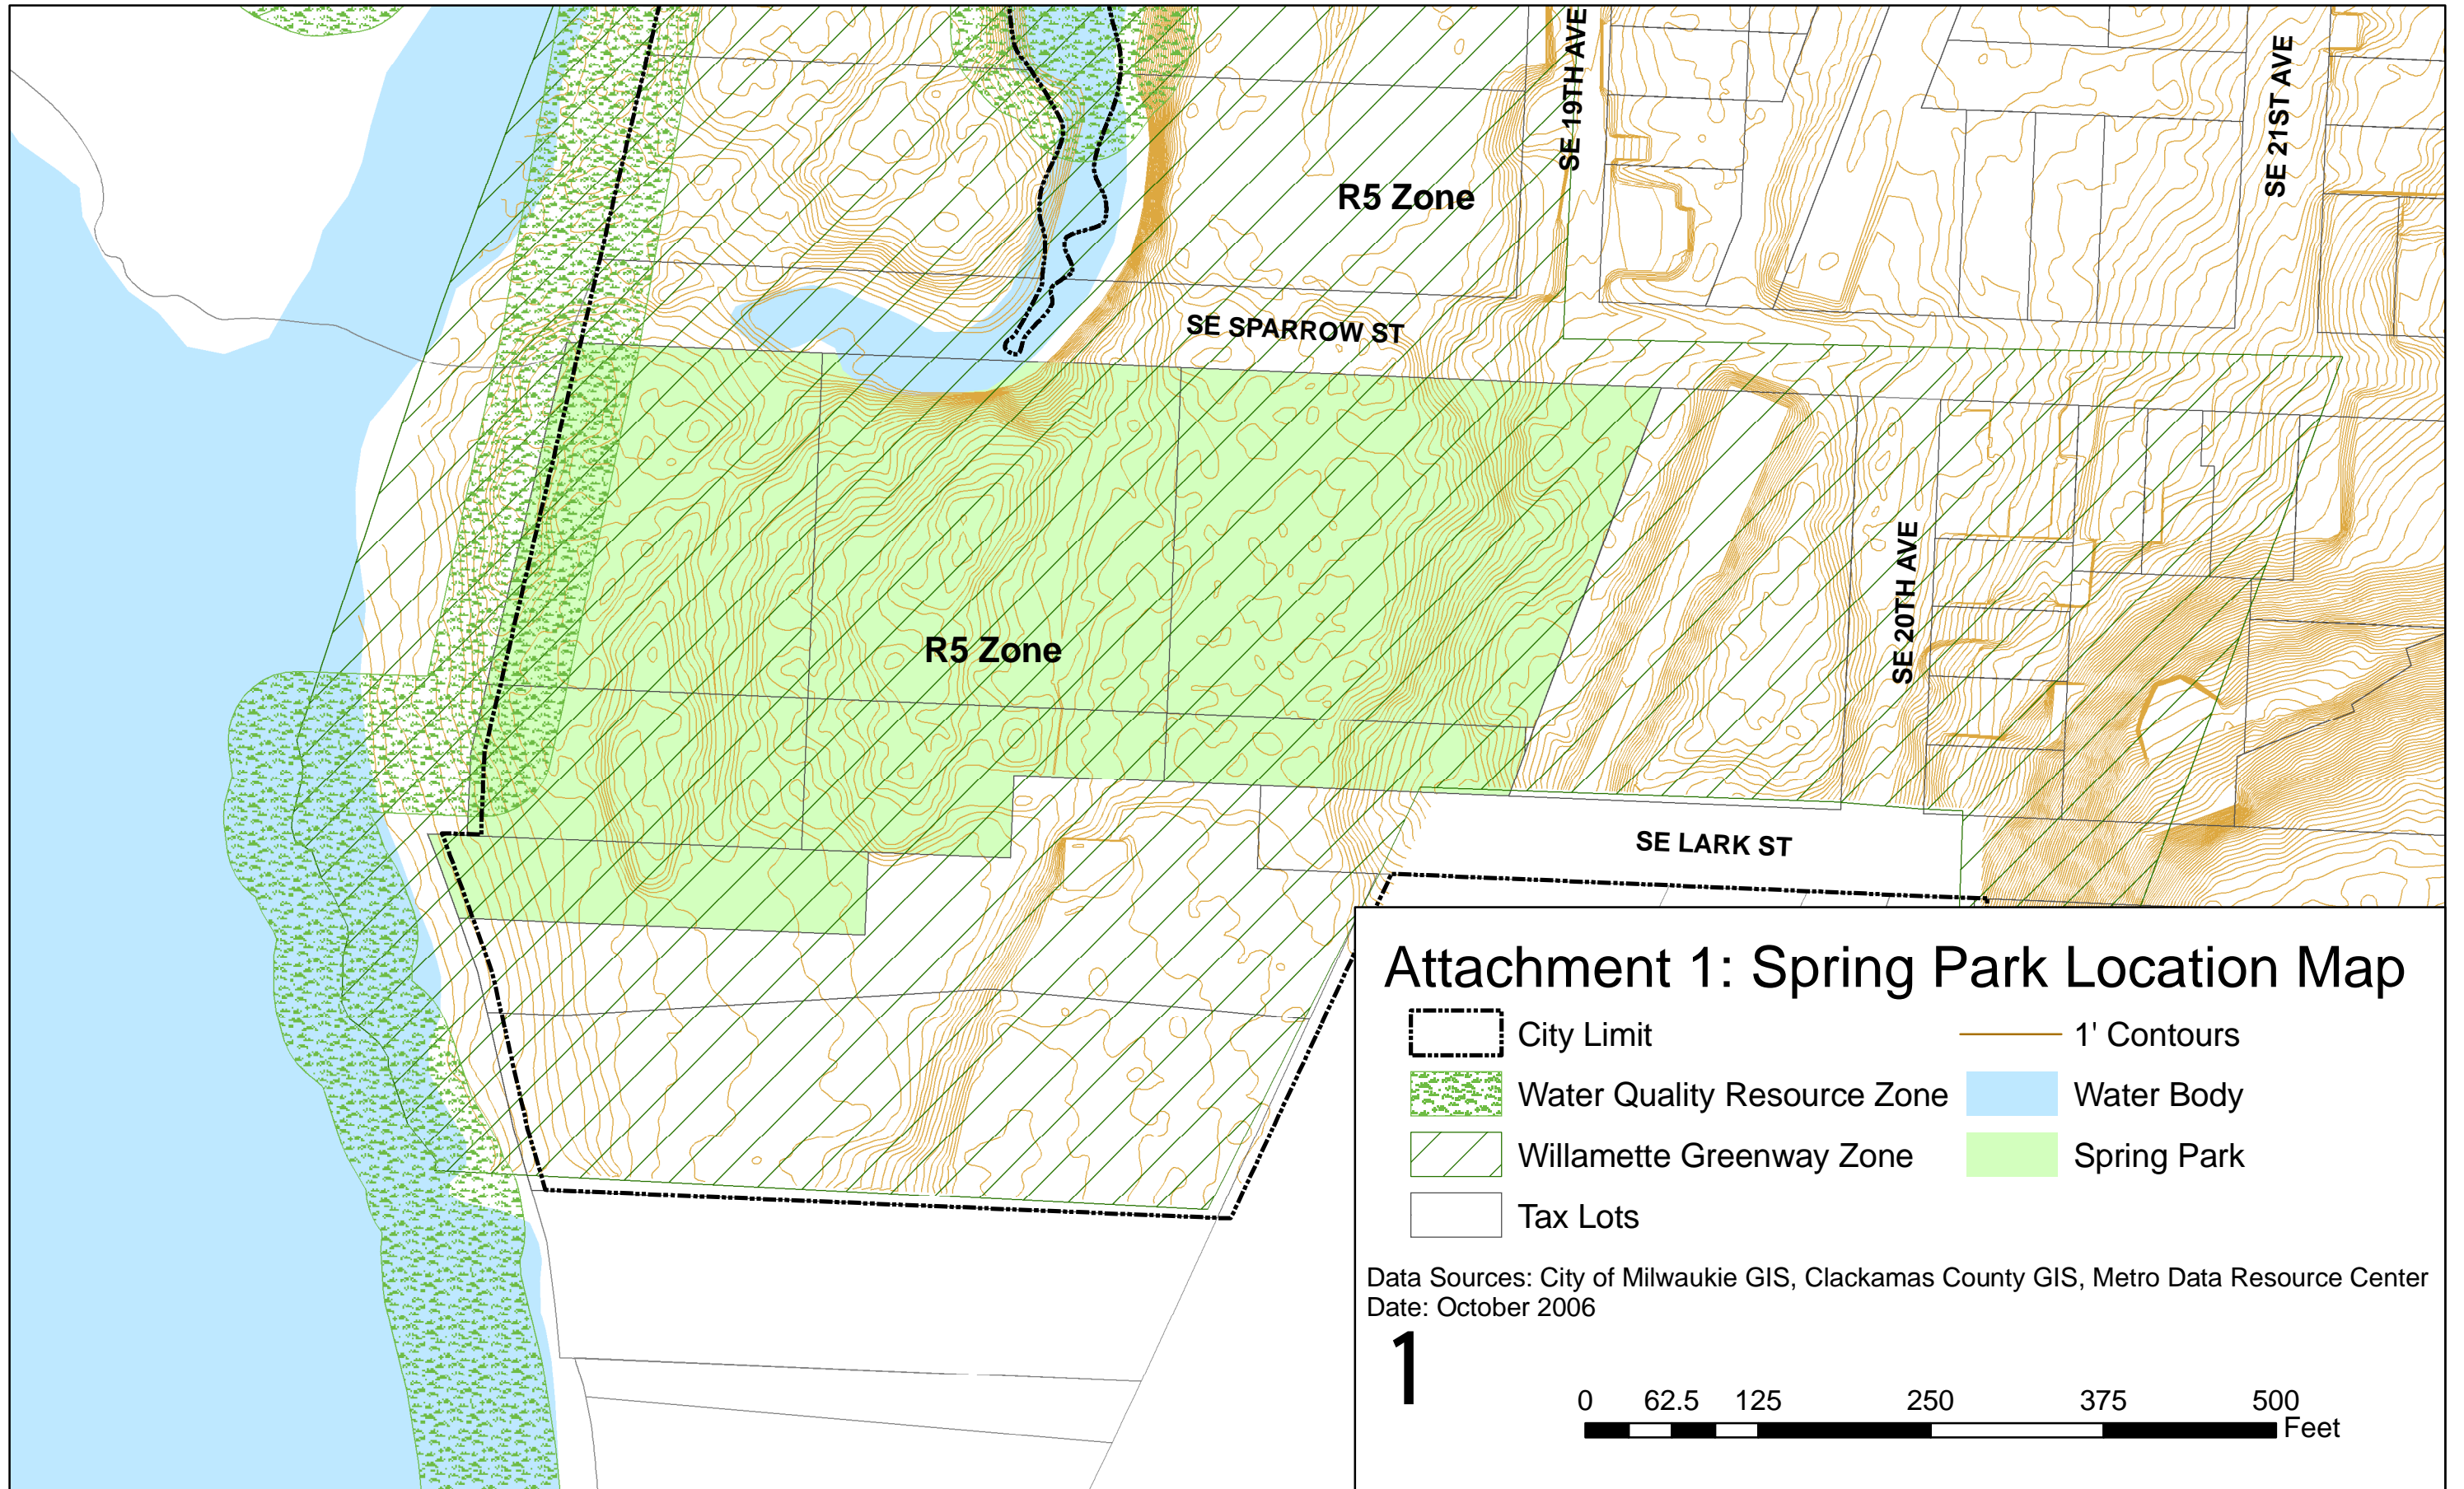 SE 19TH AVE
SE 21ST AVE
R5 Zone
SE SPARROW ST
SE 20TH AVE
R5 Zone
SE LARK ST
Attachment 1: Spring Park Location Map
City Limit
1' Contours
Water Quality Resource Zone
Water Body
Willamette Greenway Zone
Spring Park
Tax Lots
Data Sources: City of Milwaukie GIS, Clackamas County GIS, Metro Data Resource Center
Date: October 2006
1
0 62.5 125 250 375 500
Feet